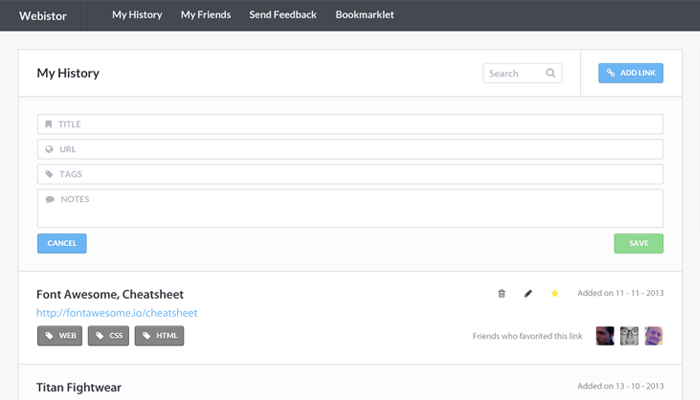 Webistor My History My Friends Send Feedback Bookmarklet
My History Search ADD LINK
TITLE
URL
TAGS
NOTES
CANCEL SAVE
Font Awesome, Cheatsheet Added on 11 - 11 - 2013
http://fontawesome.io/cheatsheet
WEB CSS HTML Friends who favorited this link
Titan Fightwear Added on 13 - 10 - 2013